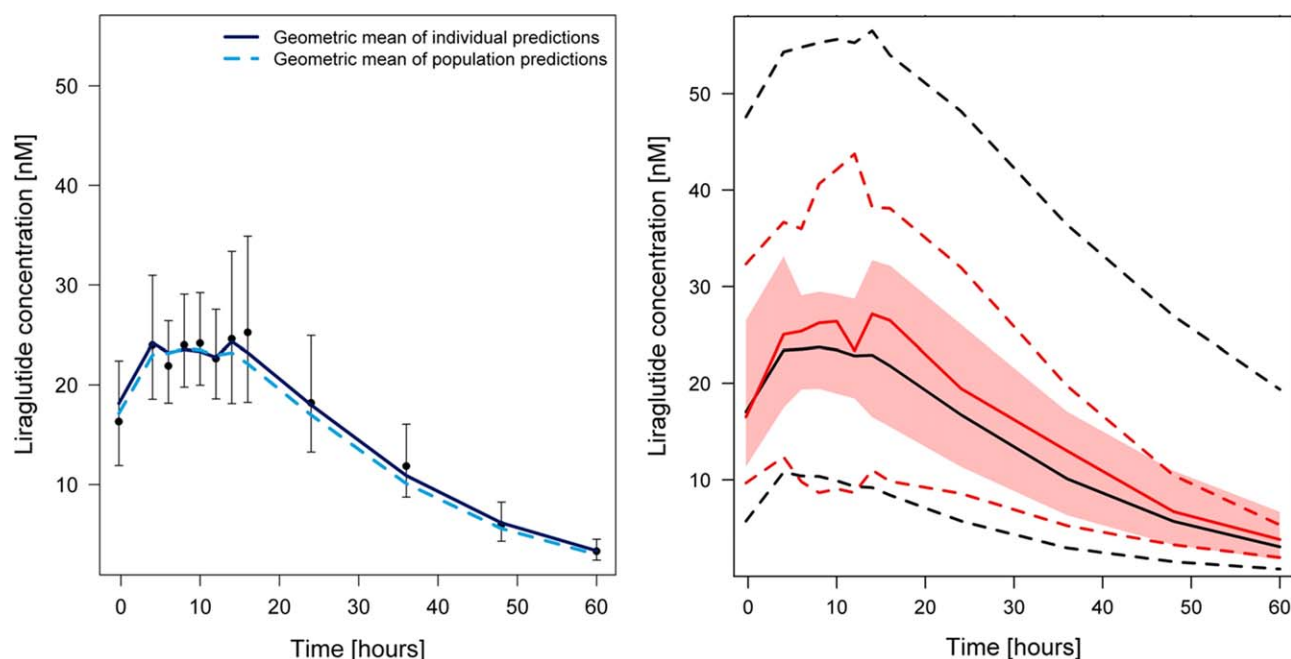 Geometric mean of individual predictions
Geometric mean of population predictions
Liraglutide concentration [nM]
50
40
30
20
10
0 10 20 30 40 50 60
Time [hours]
Liraglutide concentration [nM]
50
40
30
20
10
0 10 20 30 40 50 60
Time [hours]